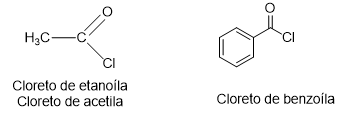 O
H₃C
C
Cl
Cloreto de etanoíla
Cloreto de acetila
O
Cl
Cloreto de benzoíla